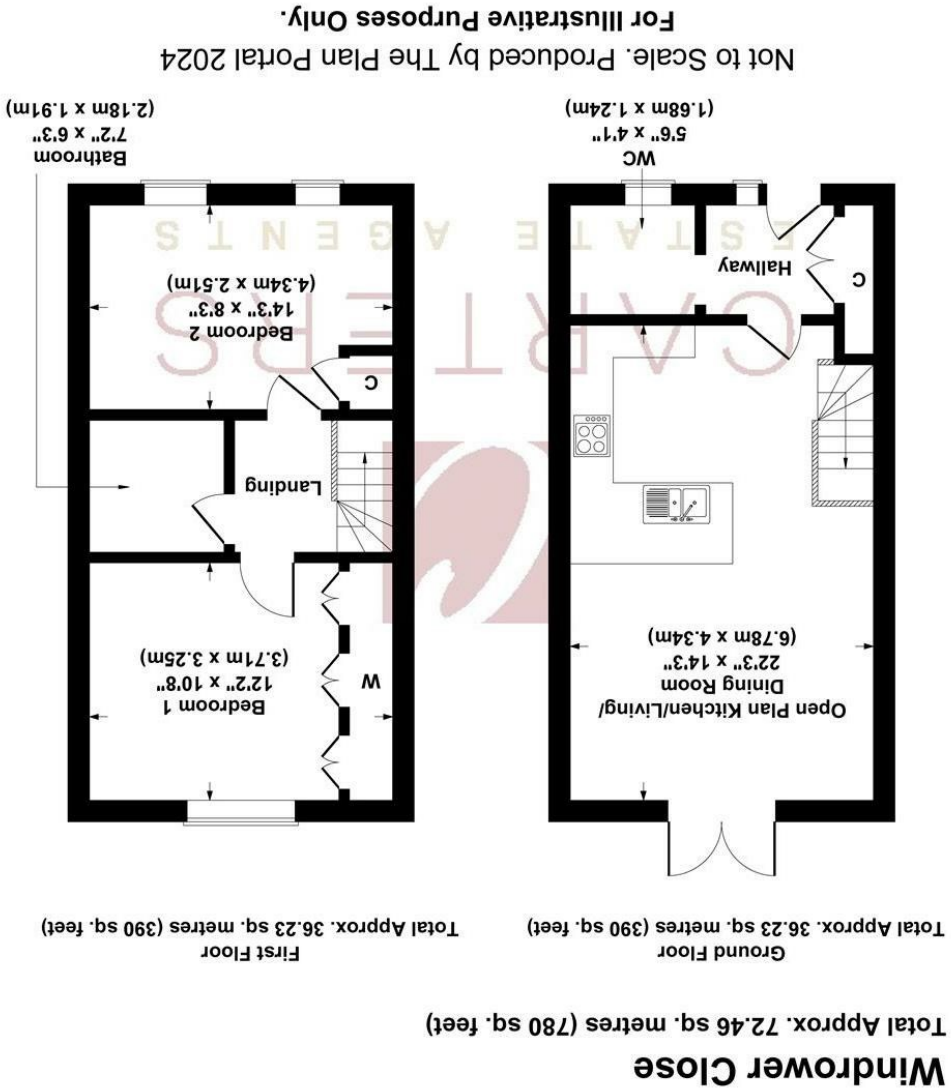 Windrower Close
Total Approx. 72.46 sq. metres (780 sq. feet)
Ground Floor
Total Approx. 36.23 sq. metres (390 sq. feet)
Open Plan Kitchen/Living/
Dining Room
22'3" x 14'3"
(6.78m x 4.34m)
C
Hallway
WC
5'6" x 4'1"
(1.68m x 1.24m)
First Floor
Total Approx. 36.23 sq. metres (390 sq. feet)
W
Bedroom 1
12'2" x 10'8"
(3.71m x 3.25m)
Landing
C
Bedroom 2
14'3" x 8'3"
(4.34m x 2.51m)
Bathroom
7'2" x 6'3"
(2.18m x 1.91m)
CARTERS
ESTATE AGENTS
Not to Scale. Produced by The Plan Portal 2024
For Illustrative Purposes Only.